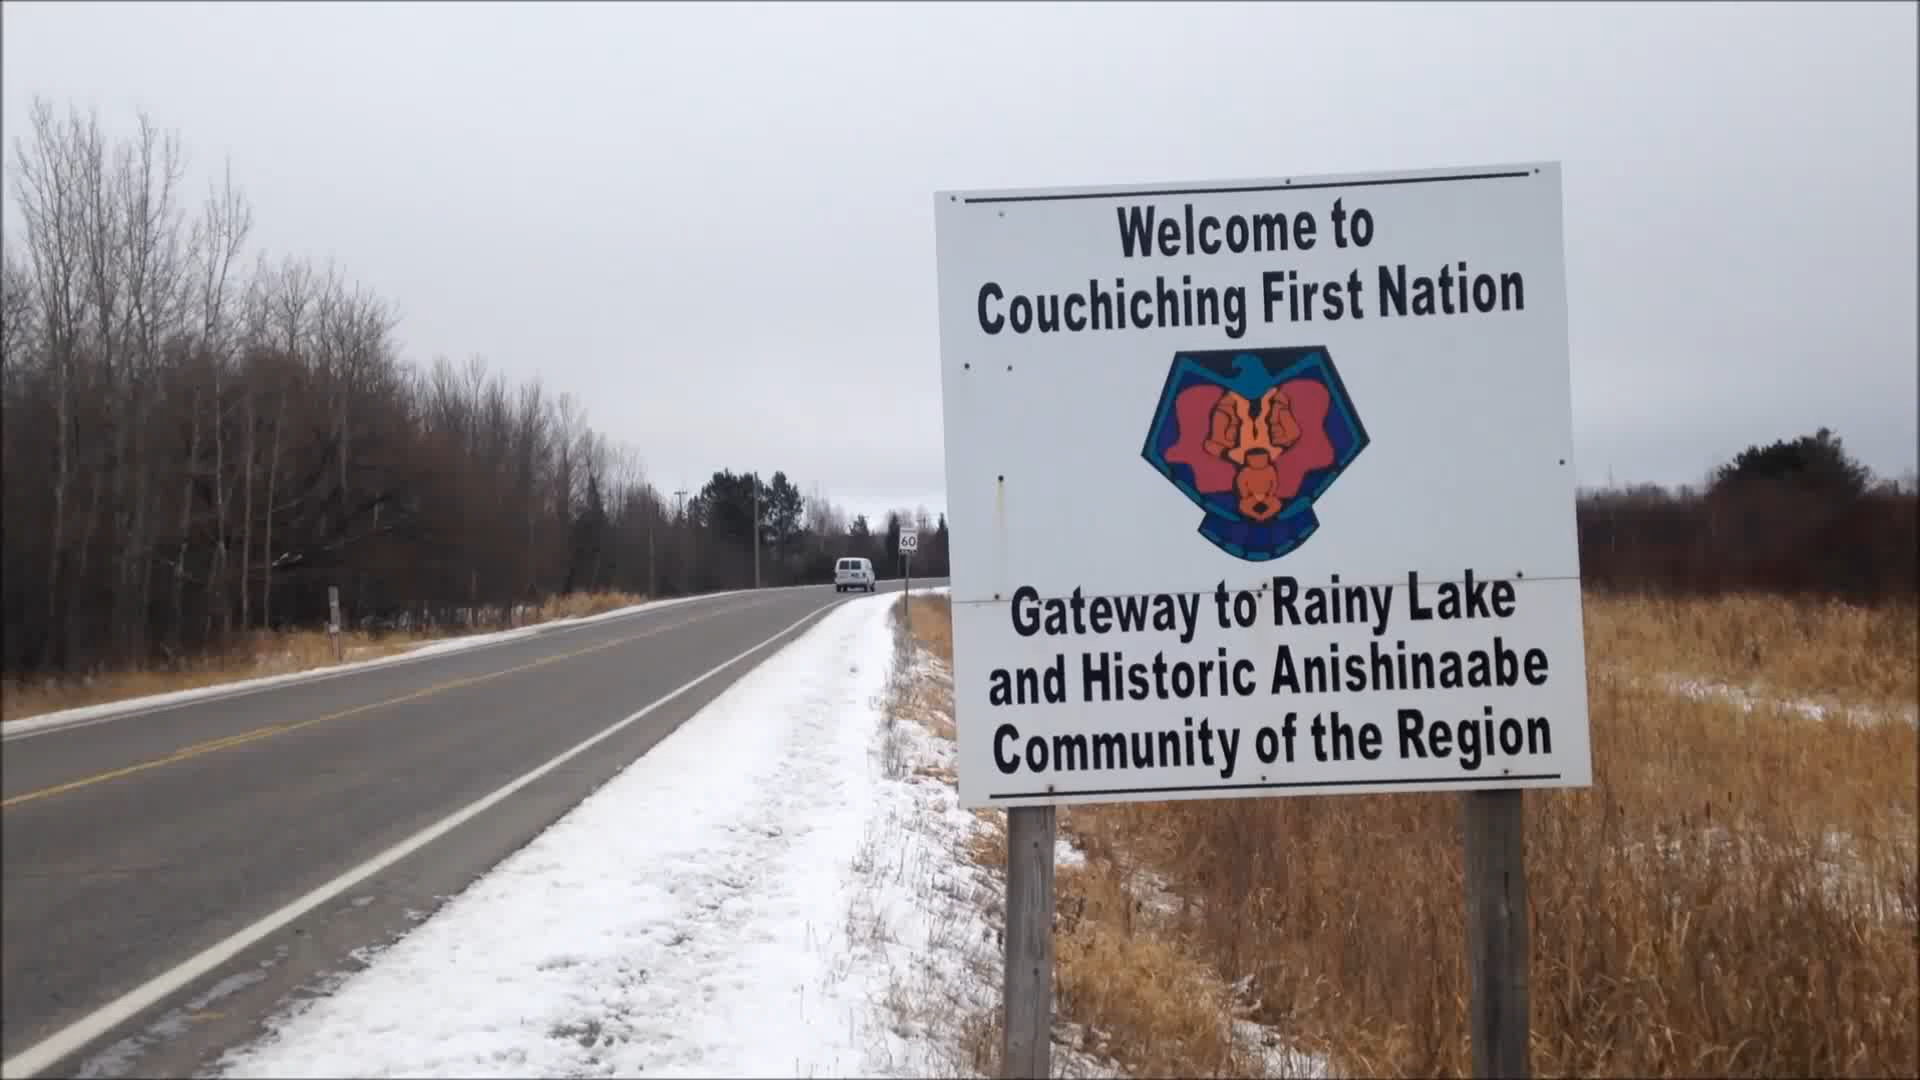 Welcome to
Couchiching First Nation
Gateway to Rainy Lake
and Historic Anishinaabe
Community of the Region
60